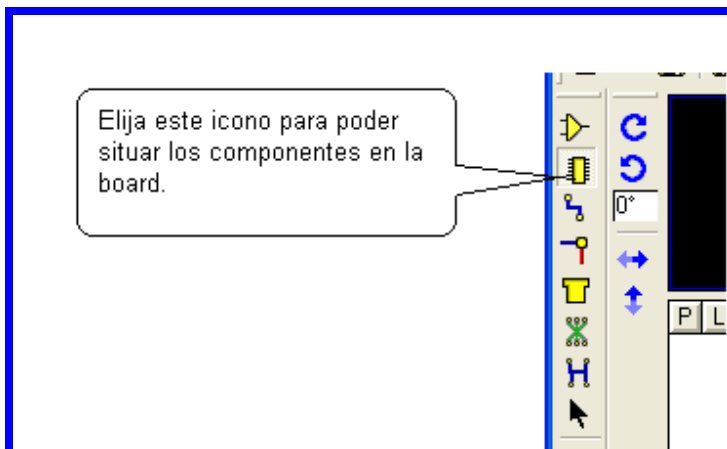 Elija este icono para poder
situar los componentes en la
board.
0°
P L